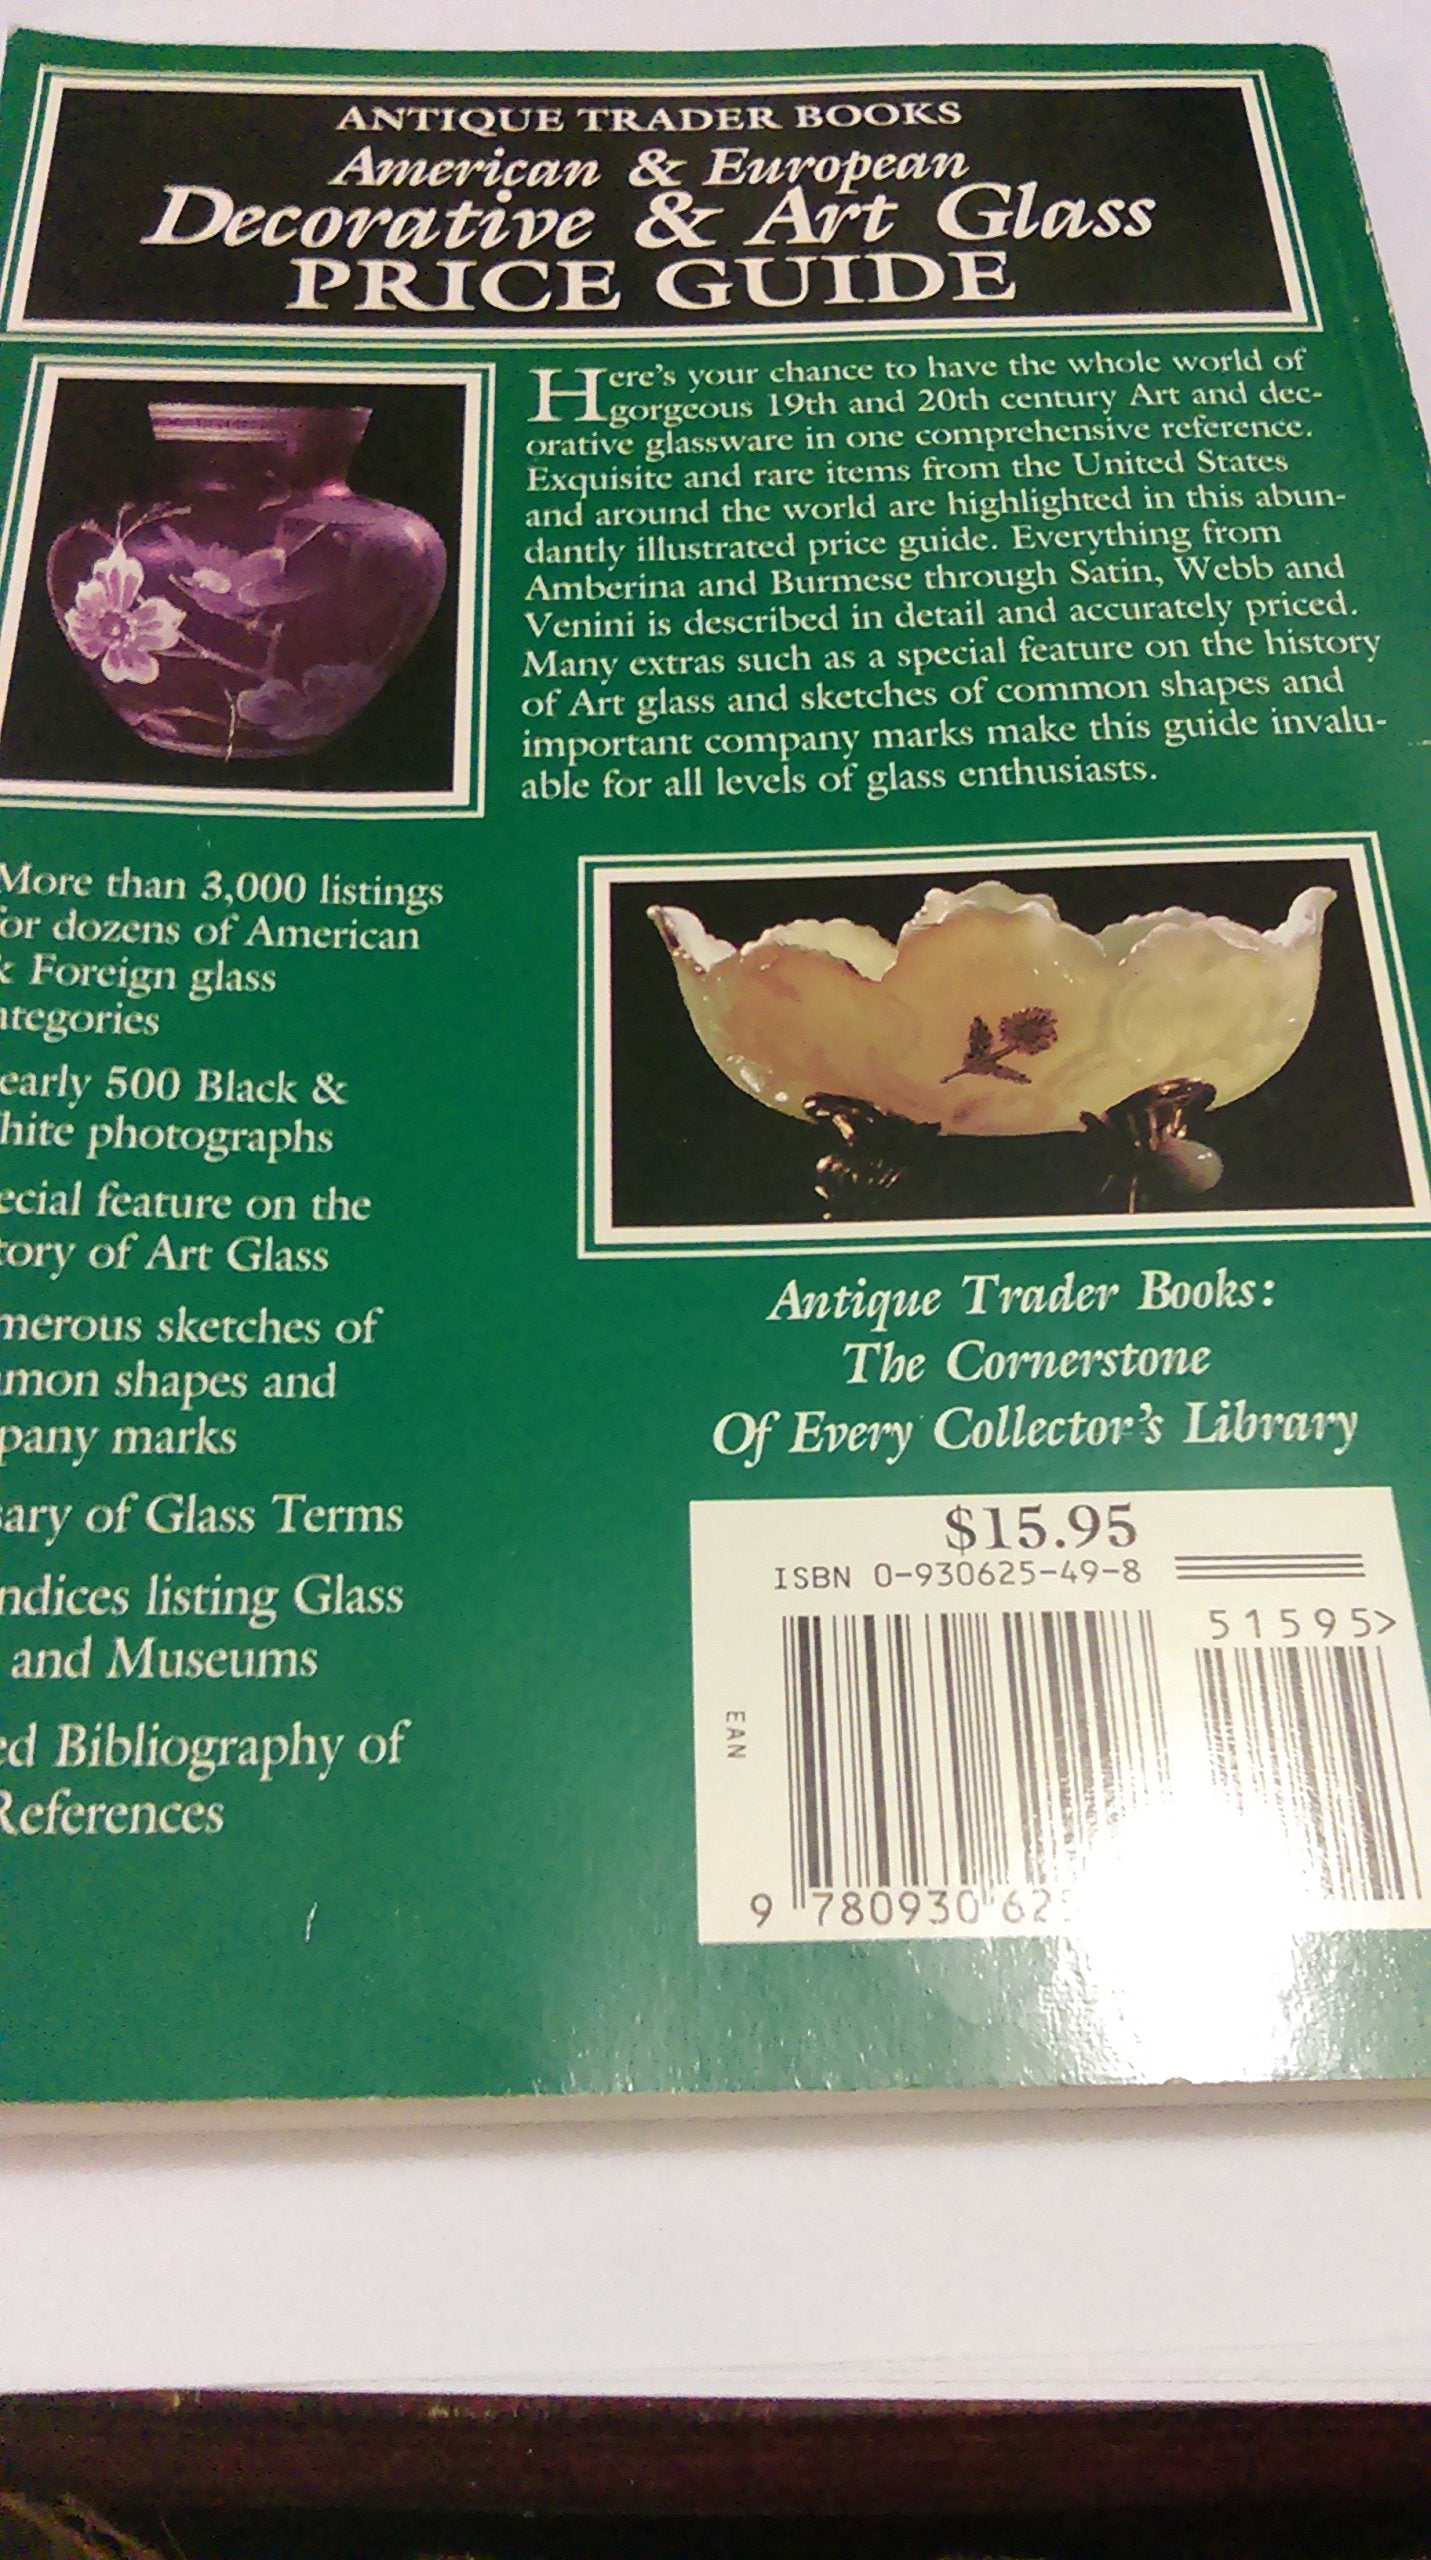 ANTIQUE TRADER BOOKS
American & European
Decorative & Art Glass
PRICE GUIDE
Here's your chance to have the whole world of
gorgeous 19th and 20th century Art and dec-
orative glassware in one comprehensive reference.
Exquisite and rare items from the United States
and around the world are highlighted in this abun-
dantly illustrated price guide. Everything from
Amberina and Burmese through Satin, Webb and
Venini is described in detail and accurately priced.
Many extras such as a special feature on the history
of Art glass and sketches of common shapes and
important company marks make this guide invalu-
able for all levels of glass enthusiasts.
More than 3,000 listings
or dozens of American
& Foreign glass
ategories
early 500 Black &
hite photographs
ecial feature on the
tory of Art Glass
merous sketches of
mon shapes and
pany marks
sary of Glass Terms
ndices listing Glass
and Museums
ed Bibliography of
References
Antique Trader Books:
The Cornerstone
Of Every Collector's Library
$15.95
ISBN 0-930625-49-8
51595>
EAN
9 780930 62